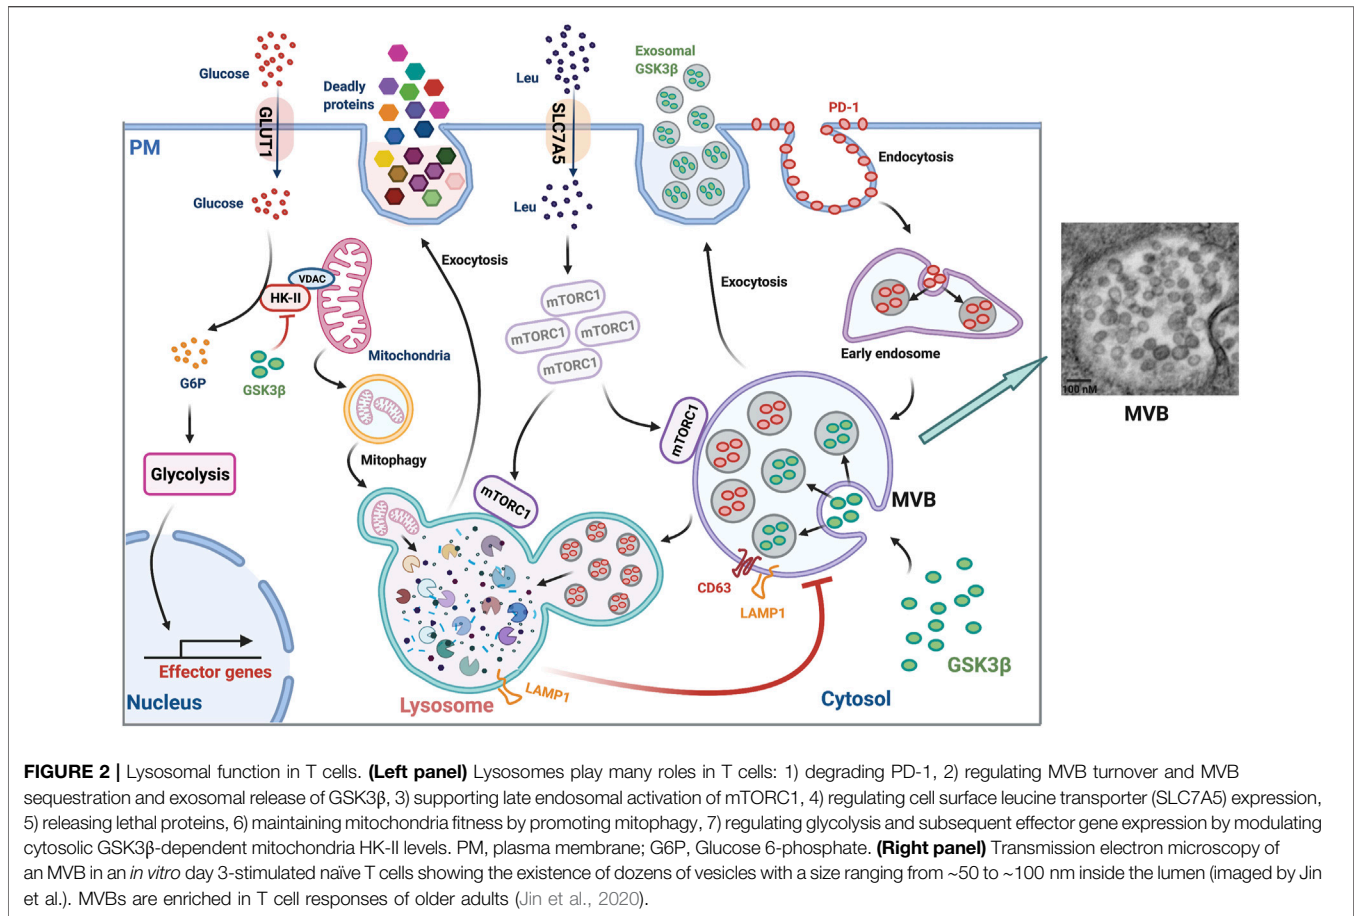 Glucose
GLUT1
Deadly
proteins
Leu
SLC7A5
Exosomal
GSK3β
PD-1
PM
Endocytosis
Glucose
Leu
Exocytosis
Exocytosis
VDAC
HK-II
mTORC1
mTORC1
mTORC1
mTORC1
Mitochondria
Early endosome
G6P
GSK3β
100 nM
MVB
mTORC1
Mitophagy
Glycolysis
mTORC1
MVB
CD63
LAMP1
GSK3β
Effector genes
LAMP1
Nucleus
Lysosome
Cytosol
FIGURE 2 | Lysosomal function in T cells. (Left panel) Lysosomes play many roles in T cells: 1) degrading PD-1, 2) regulating MVB turnover and MVB
sequestration and exosomal release of GSK3β, 3) supporting late endosomal activation of mTORC1, 4) regulating cell surface leucine transporter (SLC7A5) expression,
5) releasing lethal proteins, 6) maintaining mitochondria fitness by promoting mitophagy, 7) regulating glycolysis and subsequent effector gene expression by modulating
cytosolic GSK3β-dependent mitochondria HK-II levels. PM, plasma membrane; G6P, Glucose 6-phosphate. (Right panel) Transmission electron microscopy of
an MVB in an in vitro day 3-stimulated naïve T cells showing the existence of dozens of vesicles with a size ranging from ~50 to ~100 nm inside the lumen (imaged by Jin
et al.). MVBs are enriched in T cell responses of older adults (Jin et al., 2020).